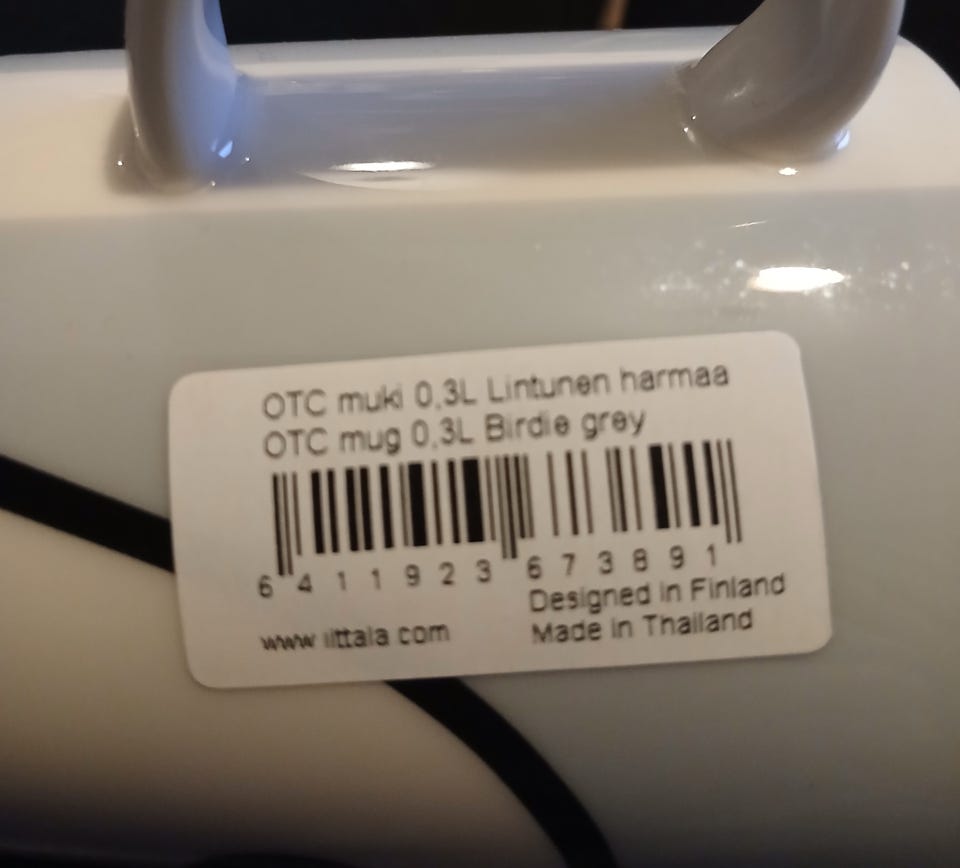 OTC muki 0,3L Lintunen harmaa
OTC mug 0,3L Birdie grey
6 411923 673891
Designed in Finland
www.iittala.com Made in Thailand